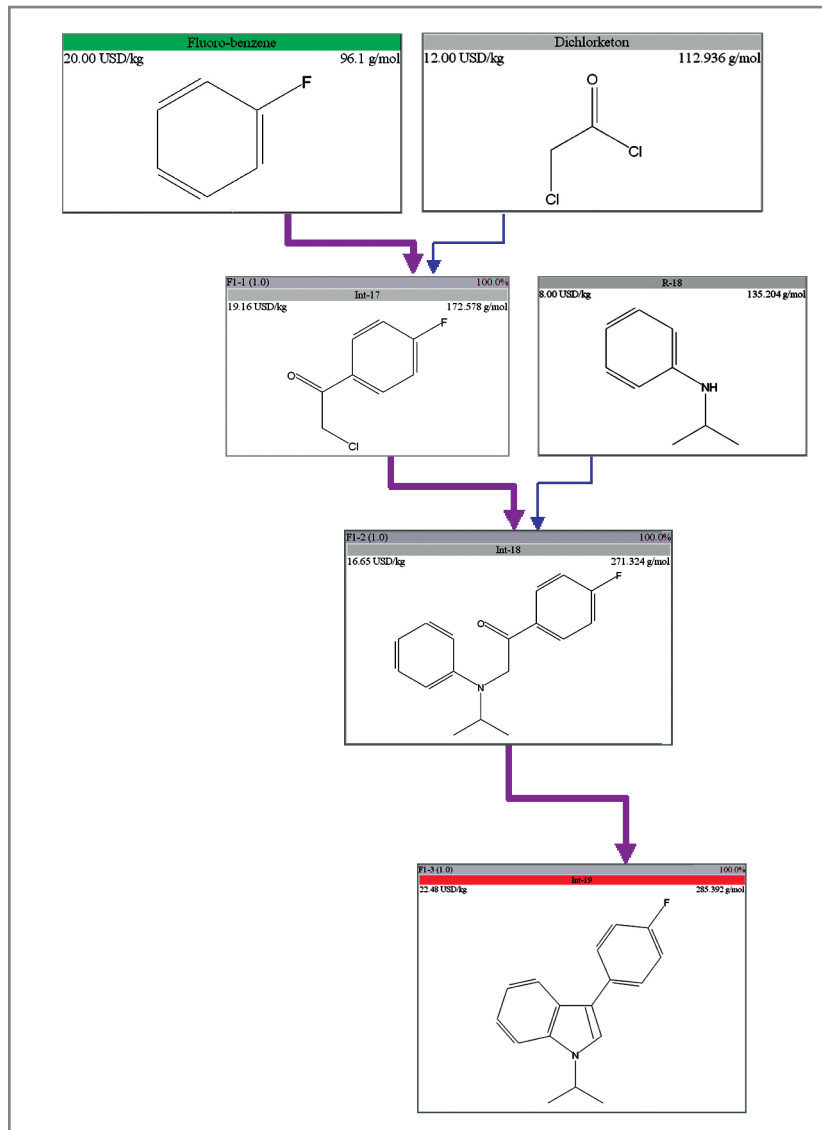 Fluoro-benzene
20.00 USD/kg 96.1 g/mol
F
Dichlorketon
12.00 USD/kg 112.936 g/mol
O
Cl
Cl
F1-1 (1.0) 100.0%
Int-17
19.16 USD/kg 172.578 g/mol
F
O
Cl
R-18
8.00 USD/kg 135.204 g/mol
NH
F1-2 (1.0) 100.0%
Int-18
16.65 USD/kg 271.324 g/mol
F
O
N
F1-3 (1.0) 100.0%
Int-19
22.48 USD/kg 285.392 g/mol
F
N